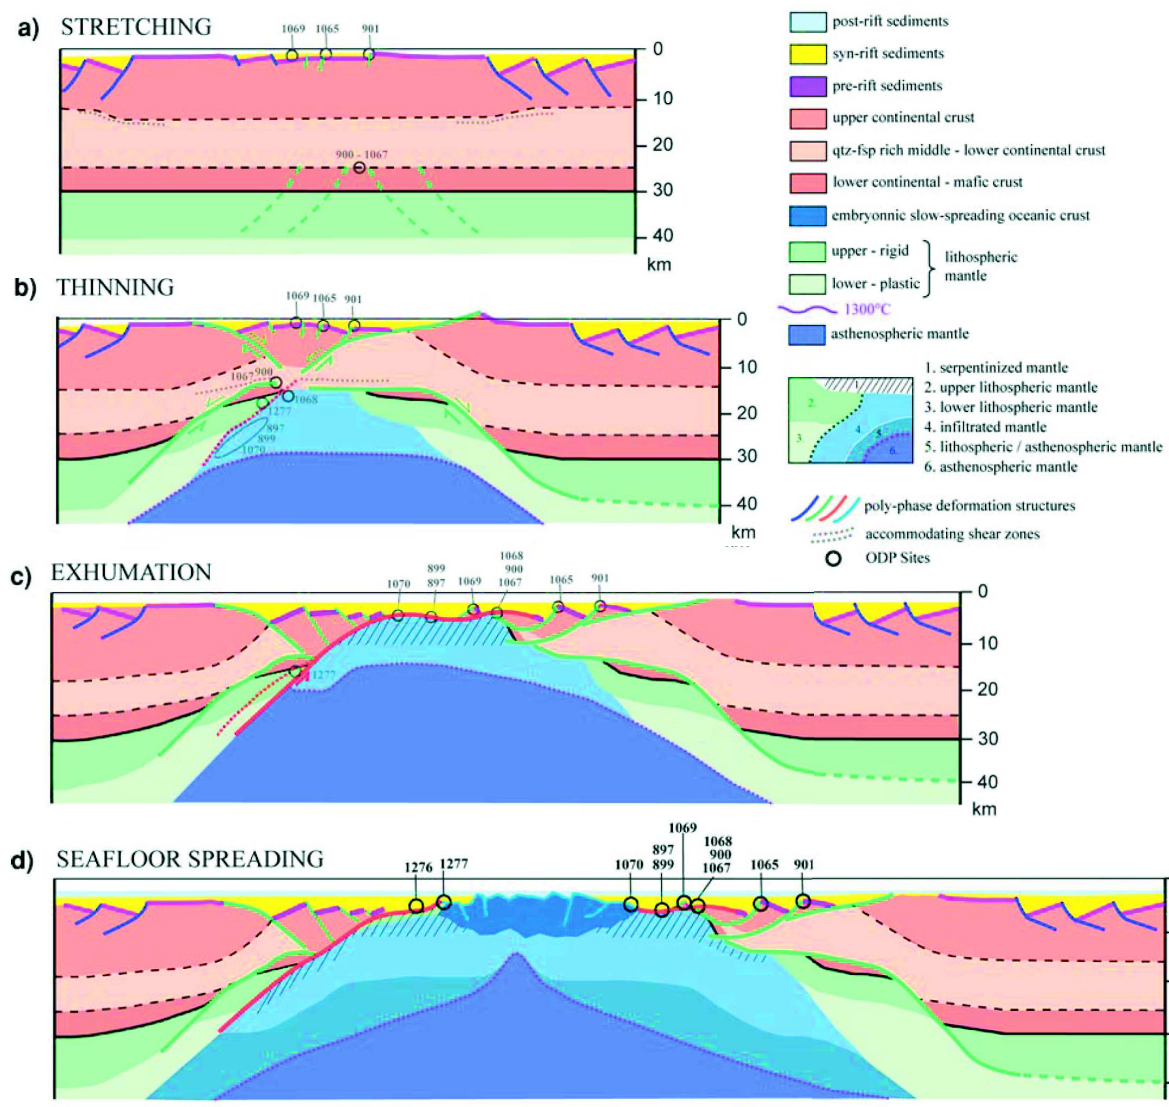 a) STRETCHING
1069 1065 901
0
10
20
900 - 1067
30
40
km
b) THINNING
1069 1065 901
0
10
1067 900
1068
20
1277
897
899
1070
30
40
km
c) EXHUMATION
1068
899 900
1070 897 1069 1067 1065 901
0
10
1277
20
30
40
km
d) SEAFLOOR SPREADING
1069
1068
897 900
1276 1277 1070 899 1067 1065 901
post-rift sediments
syn-rift sediments
pre-rift sediments
upper continental crust
qtz-fsp rich middle - lower continental crust
lower continental - mafic crust
embryonnic slow-spreading oceanic crust
upper - rigid
lower - plastic
lithospheric
mantle
1300°C
asthenospheric mantle
1
2
3
4
5
6
1. serpentinized mantle
2. upper lithospheric mantle
3. lower lithospheric mantle
4. infiltrated mantle
5. lithospheric / asthenospheric mantle
6. asthenospheric mantle
poly-phase deformation structures
accommodating shear zones
ODP Sites